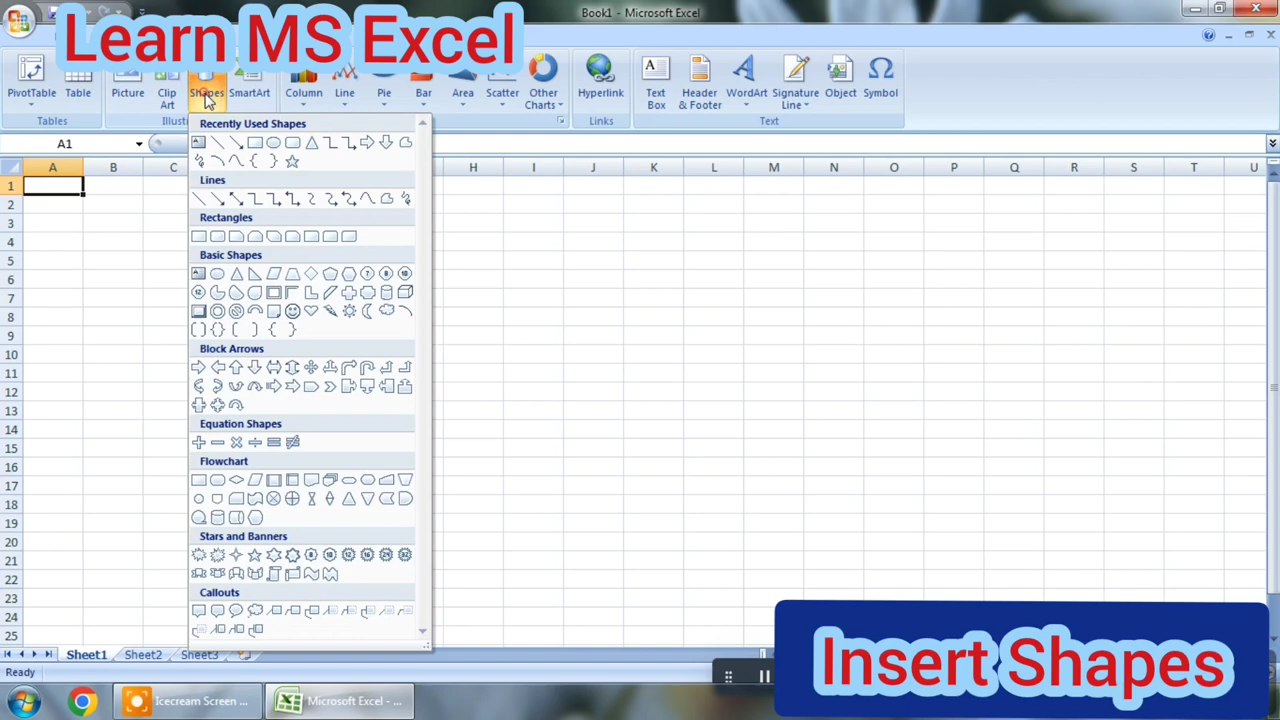 Book1 - Microsoft Excel
Learn MS Excel
PivotTable
Table
Picture
Clip Art
Shapes
SmartArt
Column
Line
Pie
Bar
Area
Scatter
Other Charts
Hyperlink
Text Box
Header & Footer
WordArt
Signature Line
Object
Symbol
Tables
Illust
Links
Text
A1
A B C H I J K L M N O P Q R S T U
1
2
3
4
5
6
7
8
9
10
11
12
13
14
15
16
17
18
19
20
21
22
23
24
25
Recently Used Shapes
Lines
Rectangles
Basic Shapes
Block Arrows
Equation Shapes
Flowchart
Stars and Banners
Callouts
Sheet1 Sheet2 Sheet3
Ready
Insert Shapes
Icecream Screen ...
Microsoft Excel - ...